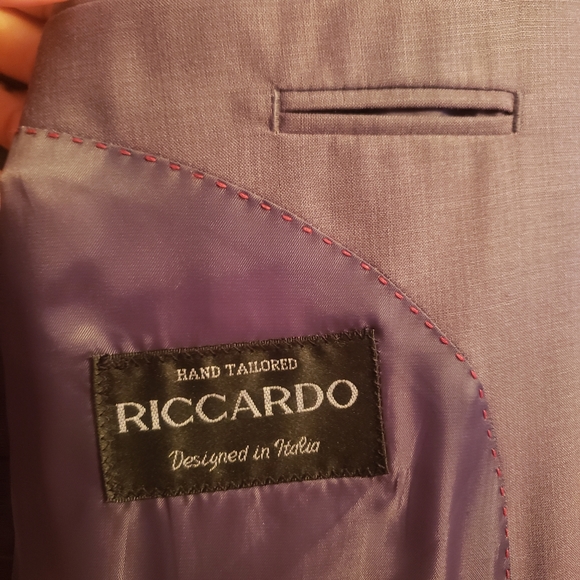 HAND TAILORED
RICCARDO
Designed in Italia